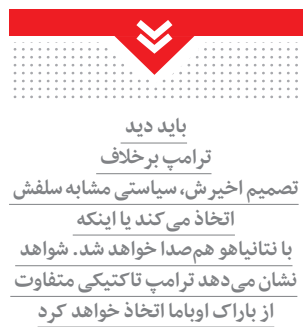 باید دید
ترامپ برخلاف
تصمیم اخیرش، سیاستی مشابه سلفش
اتخاذ می‌کند یا اینکه
با نتانیاهو هم‌صدا خواهد شد. شواهد
نشان می‌دهد ترامپ تاکتیکی متفاوت
از باراک اوباما اتخاذ خواهد کرد